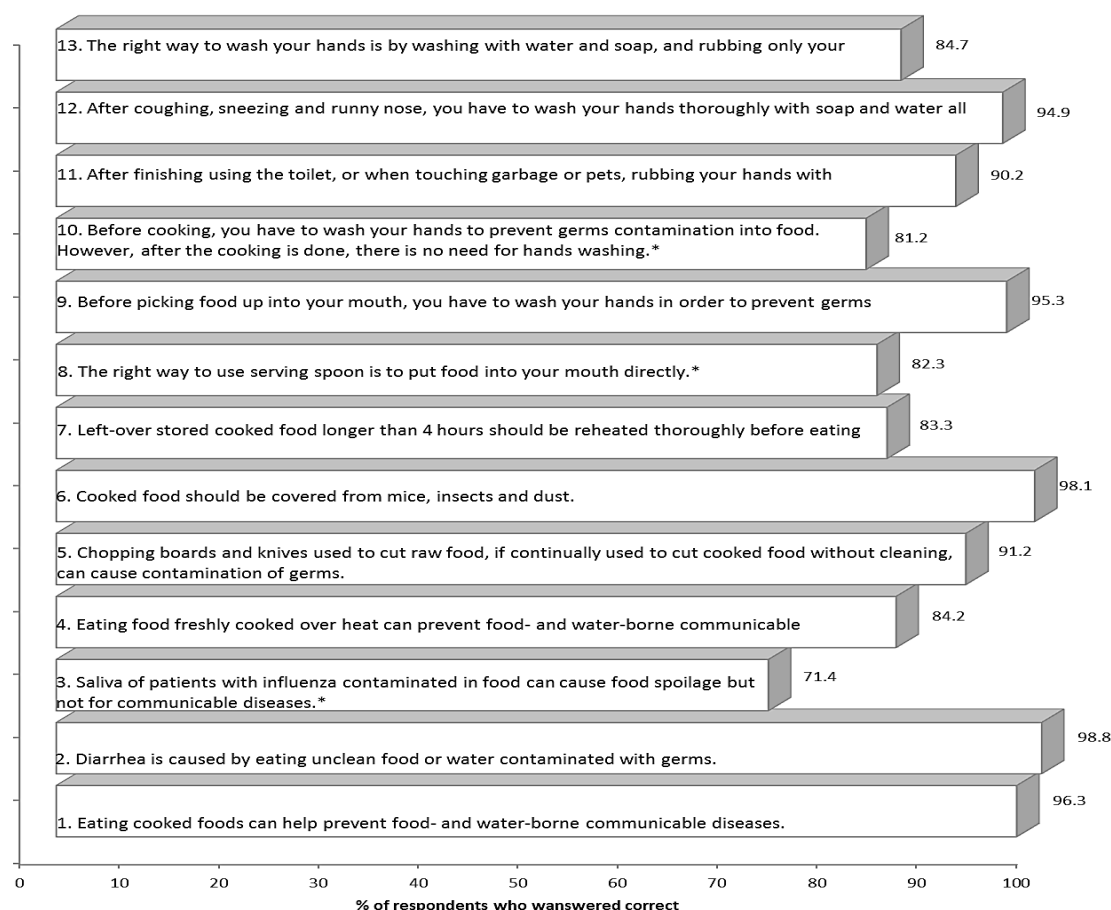 13. The right way to wash your hands is by washing with water and soap, and rubbing only your
84.7
12. After coughing, sneezing and runny nose, you have to wash your hands thoroughly with soap and water all
94.9
11. After finishing using the toilet, or when touching garbage or pets, rubbing your hands with
90.2
10. Before cooking, you have to wash your hands to prevent germs contamination into food.
However, after the cooking is done, there is no need for hands washing.*
81.2
9. Before picking food up into your mouth, you have to wash your hands in order to prevent germs
95.3
8. The right way to use serving spoon is to put food into your mouth directly.*
82.3
7. Left-over stored cooked food longer than 4 hours should be reheated thoroughly before eating
83.3
6. Cooked food should be covered from mice, insects and dust.
98.1
5. Chopping boards and knives used to cut raw food, if continually used to cut cooked food without cleaning,
can cause contamination of germs.
91.2
4. Eating food freshly cooked over heat can prevent food- and water-borne communicable
84.2
3. Saliva of patients with influenza contaminated in food can cause food spoilage but
not for communicable diseases.*
71.4
2. Diarrhea is caused by eating unclean food or water contaminated with germs.
98.8
1. Eating cooked foods can help prevent food- and water-borne communicable diseases.
96.3
0 10 20 30 40 50 60 70 80 90 100
% of respondents who wanswered correct